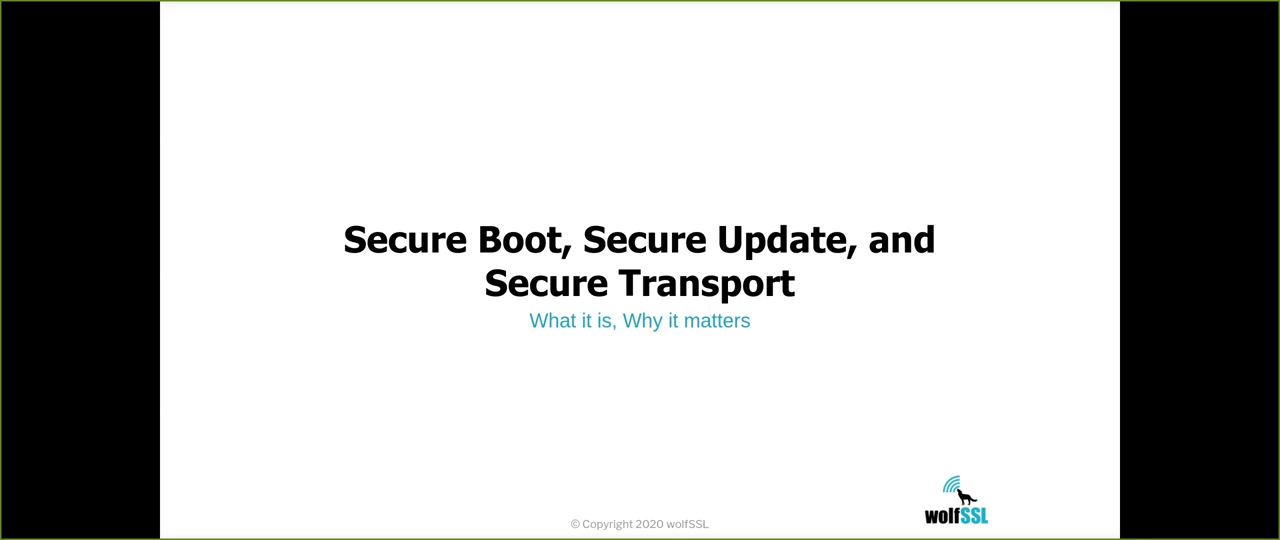 Secure Boot, Secure Update, and
Secure Transport
What it is, Why it matters
© Copyright 2020 wolfSSL
wolfSSL